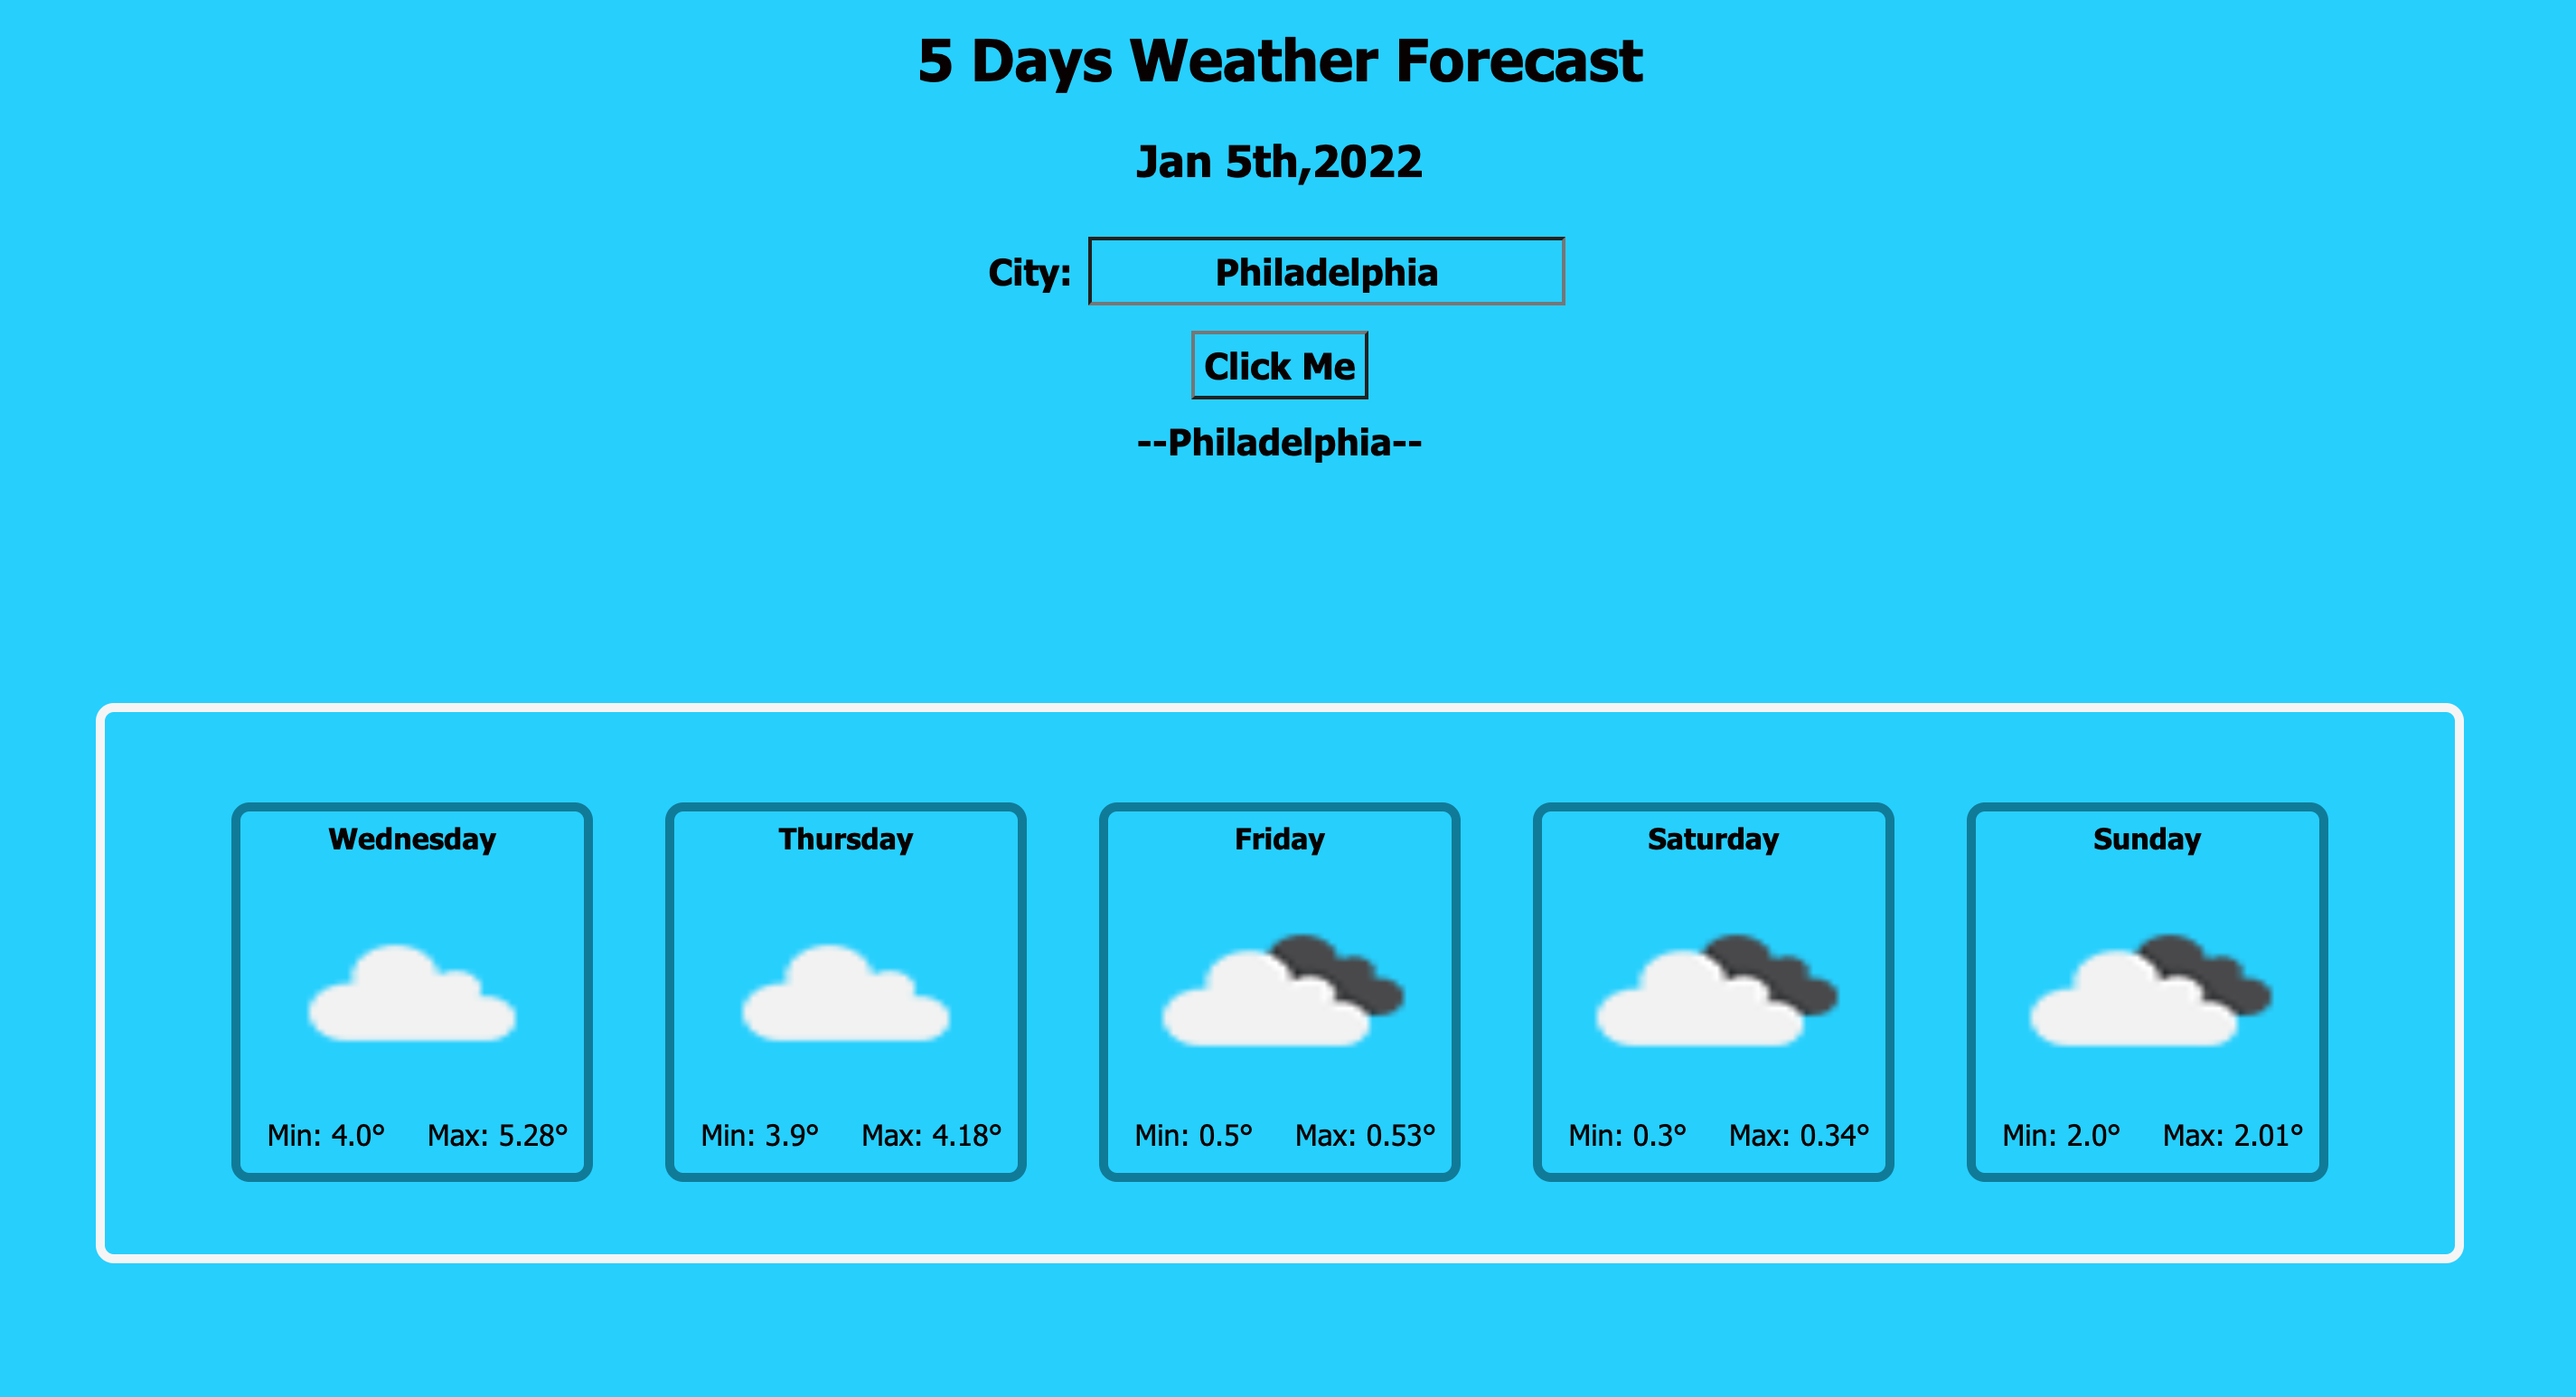 5 Days Weather Forecast
Jan 5th,2022
City: Philadelphia
Click Me
--Philadelphia--
Wednesday
Min: 4.0° Max: 5.28°
Thursday
Min: 3.9° Max: 4.18°
Friday
Min: 0.5° Max: 0.53°
Saturday
Min: 0.3° Max: 0.34°
Sunday
Min: 2.0° Max: 2.01°